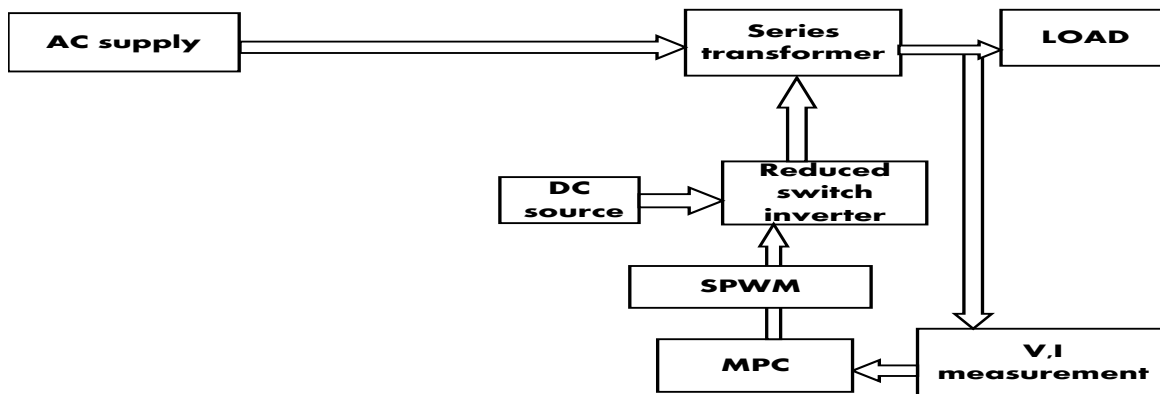 AC supply
Series
transformer
LOAD
Reduced
switch
inverter
DC
source
SPWM
MPC
V,I
measurement